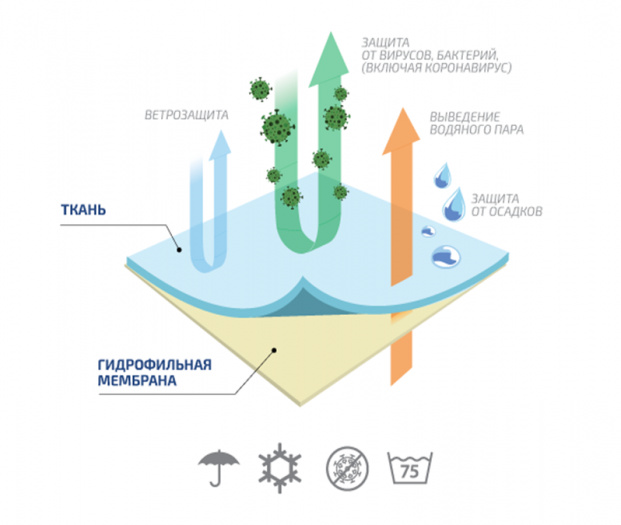 ЗАЩИТА
ОТ ВИРУСОВ, БАКТЕРИЙ,
(ВКЛЮЧАЯ КОРОНАВИРУС)
ВЕТРОЗАЩИТА
ВЫВЕДЕНИЕ
ВОДЯНОГО ПАРА
ЗАЩИТА
ОТ ОСАДКОВ
ТКАНЬ
ГИДРОФИЛЬНАЯ
МЕМБРАНА
75